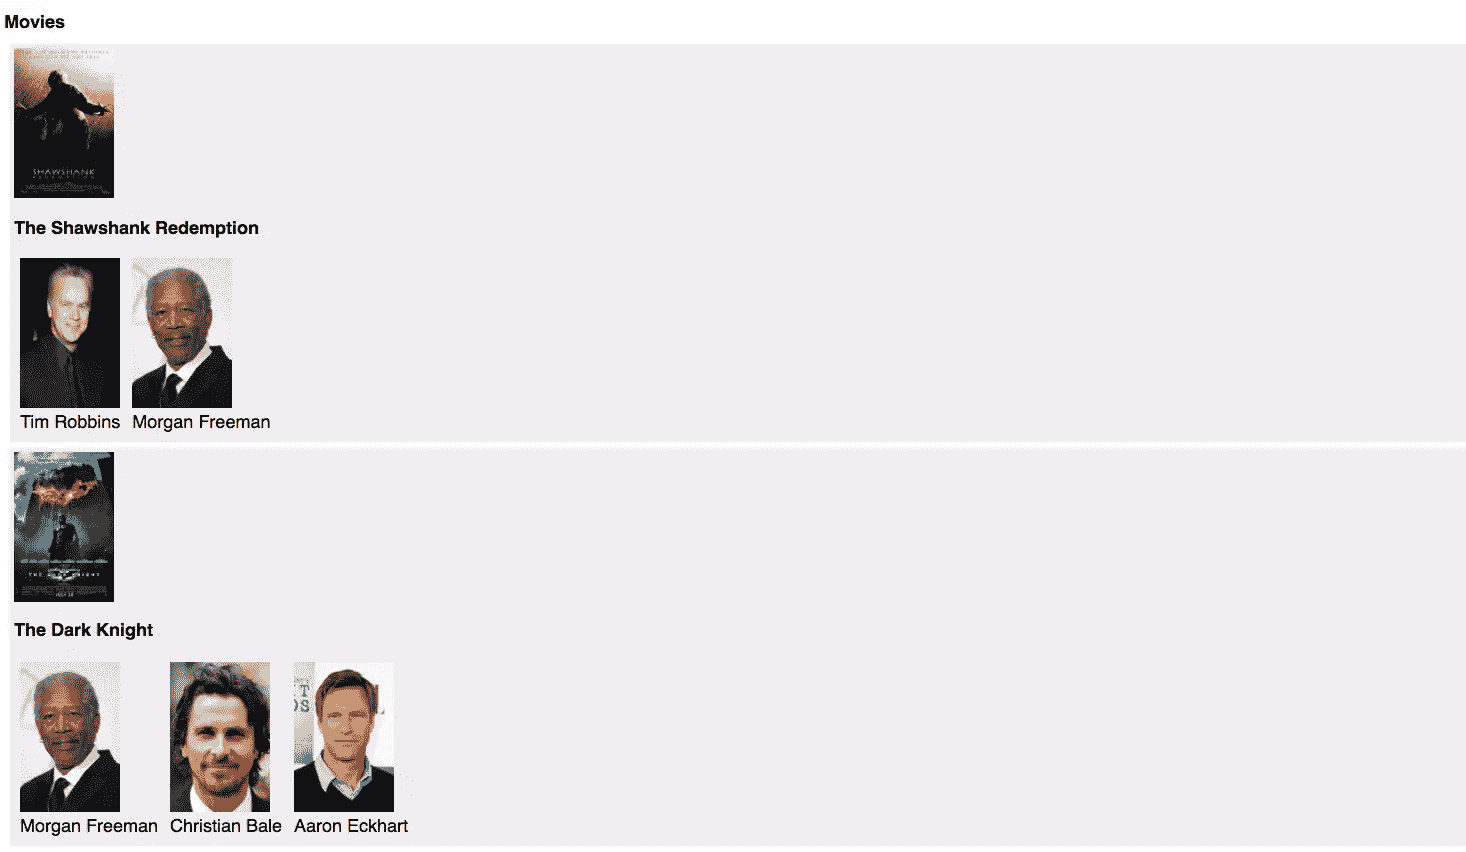 Movies
SHAWSHANK
The Shawshank Redemption
Tim Robbins Morgan Freeman
THE DARK KNIGHT
The Dark Knight
Morgan Freeman Christian Bale Aaron Eckhart